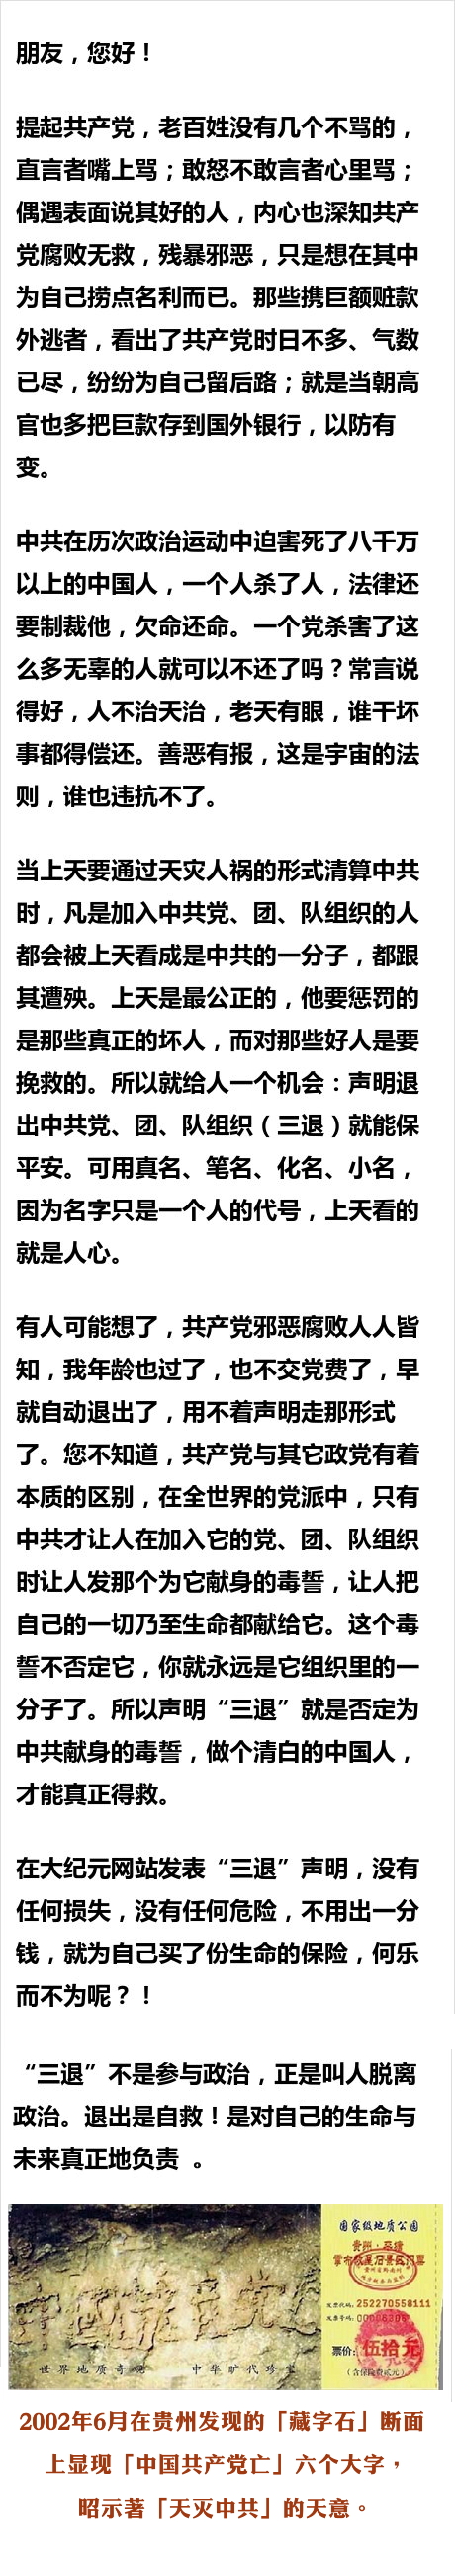 朋友，您好！
提起共产党，老百姓没有几个不骂的，
直言者嘴上骂；敢怒不敢言者心里骂；
偶遇表面说其好的人，内心也深知共产
党腐败无救，残暴邪恶，只是想在其中
为自己捞点名利而已。那些携巨额赃款
外逃者，看出了共产党时日不多、气数
已尽，纷纷为自己留后路；就是当朝高
官也多把巨款存到国外银行，以防有
变。
中共在历次政治运动中迫害死了八千万
以上的中国人，一个人杀了人，法律还
要制裁他，欠命还命。一个党杀害了这
么多无辜的人就可以不还了吗？常言说
得好，人不治天治，老天有眼，谁干坏
事都得偿还。善恶有报，这是宇宙的法
则，谁也违抗不了。
当上天要通过天灾人祸的形式清算中共
时，凡是加入中共党、团、队组织的人
都会被上天看成是中共的一分子，都跟
其遭殃。上天是最公正的，他要惩罚的
是那些真正的坏人，而对那些好人是要
挽救的。所以就给人一个机会：声明退
出中共党、团、队组织（三退）就能保
平安。可用真名、笔名、化名、小名，
因为名字只是一个人的代号，上天看的
就是人心。
有人可能想了，共产党邪恶腐败人人皆
知，我年龄也过了，也不交党费了，早
就自动退出了，用不着声明走那形式
了。您不知道，共产党与其它政党有着
本质的区别，在全世界的党派中，只有
中共才让人在加入它的党、团、队组织
时让人发那个为它献身的毒誓，让人把
自己的一切乃至生命都献给它。这个毒
誓不否定它，你就永远是它组织里的一
分子了。所以声明“三退”就是否定为
中共献身的毒誓，做个清白的中国人，
才能真正得救。
在大纪元网站发表“三退”声明，没有
任何损失，没有任何危险，不用出一分
钱，就为自己买了份生命的保险，何乐
而不为呢？！
“三退”不是参与政治，正是叫人脱离
政治。退出是自救！是对自己的生命与
未来真正地负责 。
中国共产党亡
世界地质奇观 中华旷代珍宝
国家级地质公园
贵州·平塘
发票代码：252270558111
发票号码：
票价：伍拾元
（含保险费贰元）
2002年6月在贵州发现的「藏字石」断面
上显现「中国共产党亡」六个大字，
昭示著「天灭中共」的天意。